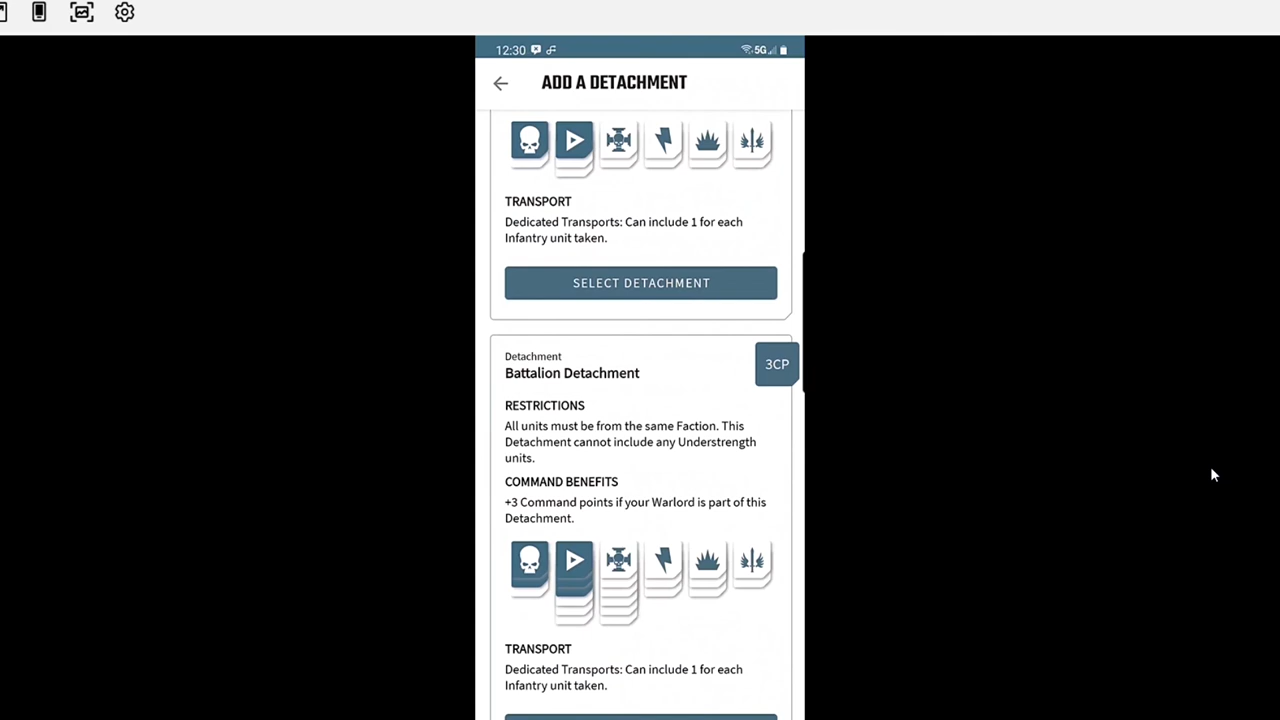 12:30
5G
ADD A DETACHMENT
TRANSPORT
Dedicated Transports: Can include 1 for each
Infantry unit taken.
SELECT DETACHMENT
Detachment
Battalion Detachment
3CP
RESTRICTIONS
All units must be from the same Faction. This
Detachment cannot include any Understrength
units.
COMMAND BENEFITS
+3 Command points if your Warlord is part of this
Detachment.
TRANSPORT
Dedicated Transports: Can include 1 for each
Infantry unit taken.